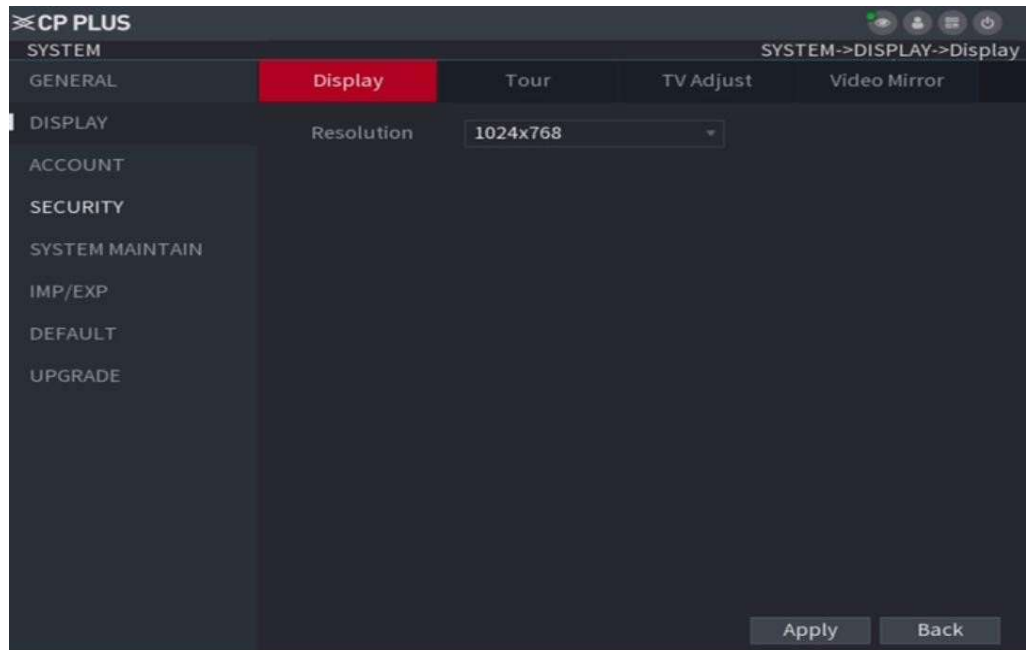 CP PLUS
SYSTEM SYSTEM->DISPLAY->Display
GENERAL Display Tour TV Adjust Video Mirror
DISPLAY Resolution 1024x768
ACCOUNT
SECURITY
SYSTEM MAINTAIN
IMP/EXP
DEFAULT
UPGRADE
Apply Back